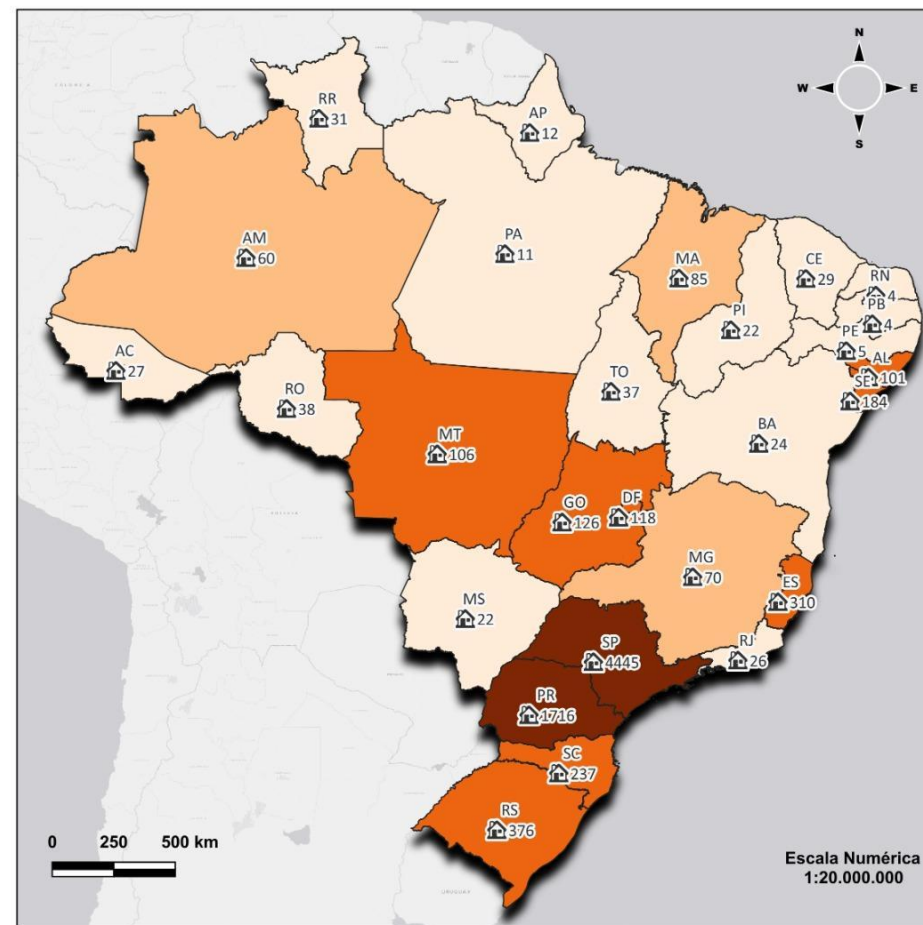 N
W E
S
RR
31
AP
12
AM
60
PA
11
MA
85
CE
29
RN
4
PB
4
PI
22
PE
5
AL
101
SE
184
AC
27
RO
38
TO
37
BA
24
MT
106
GO
126
DF
118
MG
70
ES
310
MS
22
SP
4445
RJ
26
PR
1716
SC
237
RS
376
0 250 500 km
Escala Numérica
1:20.000.000